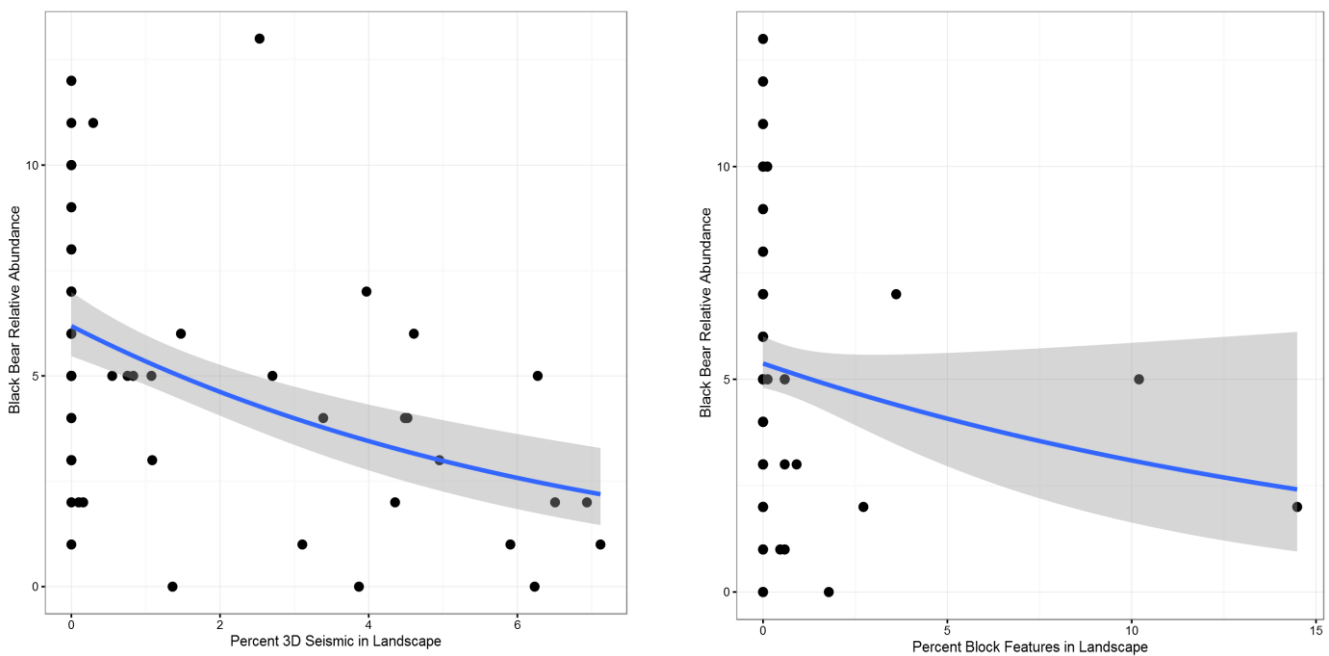 Black Bear Relative Abundance
10
5
0
0 2 4 6
Percent 3D Seismic in Landscape
Black Bear Relative Abundance
10
5
0
0 5 10 15
Percent Block Features in Landscape